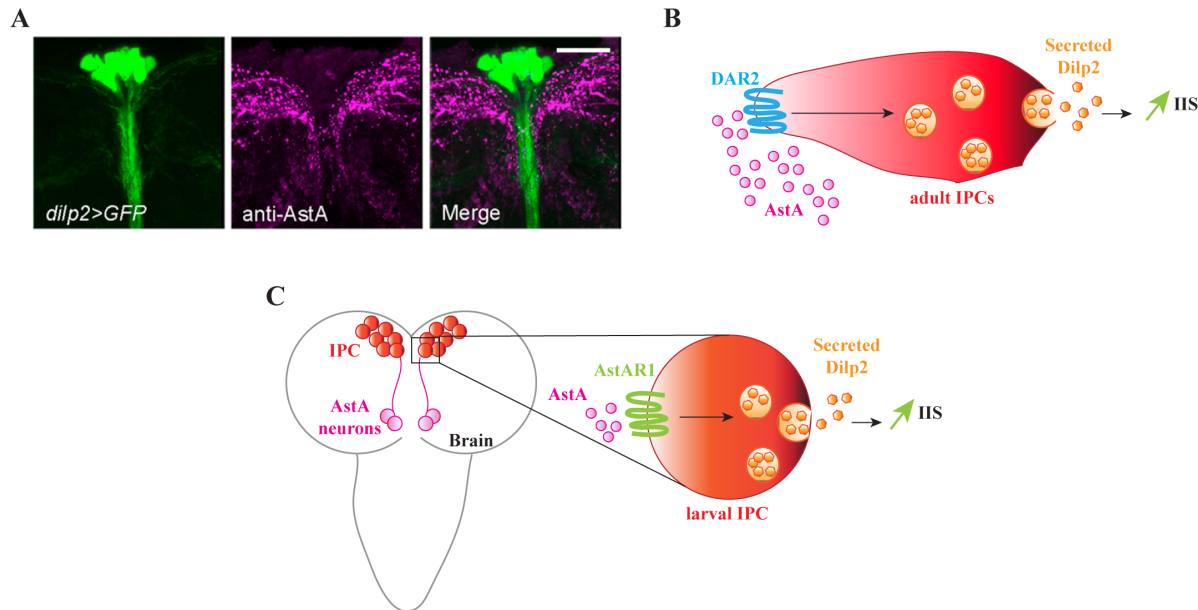 A
dilp2>GFP
anti-AstA
Merge
B
DAR2
AstA
adult IPCs
Secreted
Dilp2
IIS
C
IPC
AstA
neurons
Brain
AstA
AstAR1
larval IPC
Secreted
Dilp2
IIS